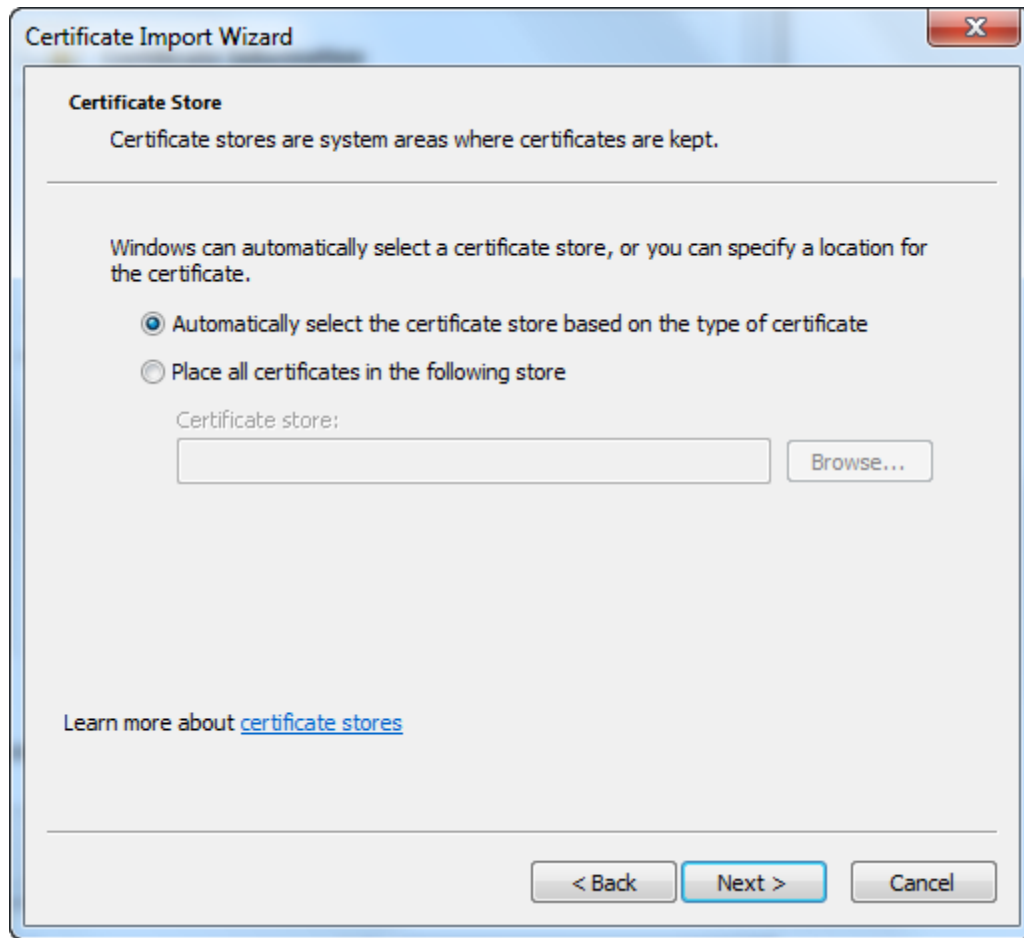 Certificate Import Wizard
Certificate Store
Certificate stores are system areas where certificates are kept.
Windows can automatically select a certificate store, or you can specify a location for
the certificate.
Automatically select the certificate store based on the type of certificate
Place all certificates in the following store
Certificate store:
Browse...
Learn more about certificate stores
< Back Next > Cancel